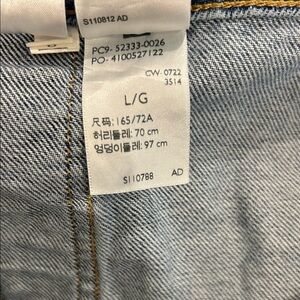 S110812 AD
PC9- 52333-0026
PO- 4100527122
CW- 0722
3514
L/G
尺码: 165/72A
허리둘레: 70 cm
엉덩이둘레: 97 cm
S110788 AD